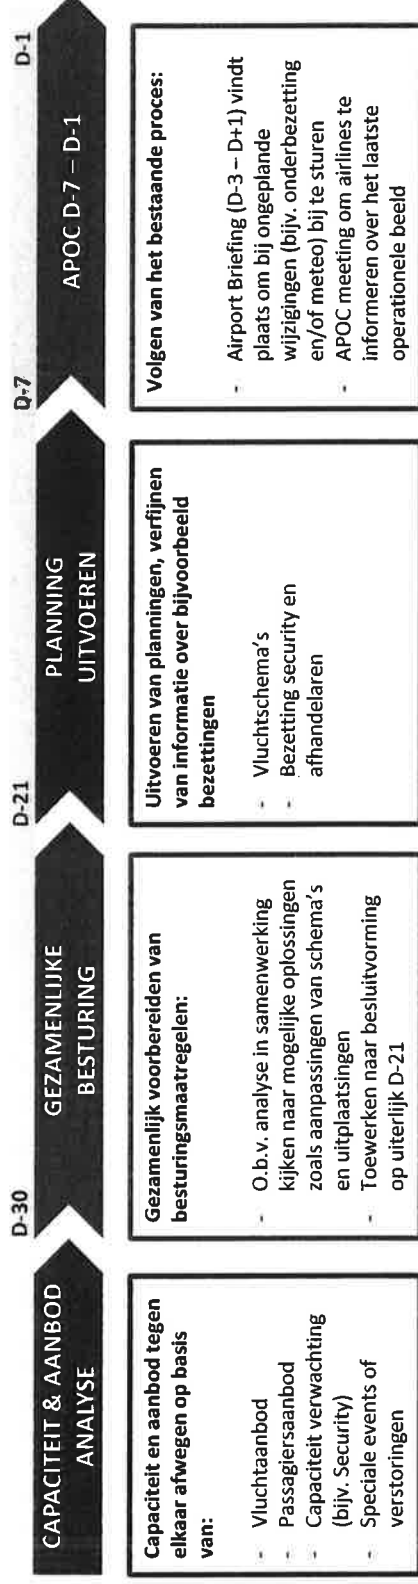 CAPACITEIT & AANBOD
ANALYSE
Capaciteit en aanbod tegen
elkaar afwegen op basis
van:
- Vluchtaanbod
- Passagiersaanbod
- Capaciteit verwachting
(bijv. Security)
- Speciale events of
verstoringen
D-30
GEZAMENLIJKE
BESTURING
Gezamenlijk voorbereiden van
besturingsmaatregelen:
- O.b.v. analyse in samenwerking
kijken naar mogelijke oplossingen
zoals aanpassingen van schema's
en uitplaatsingen
- Toewerken naar besluitvorming
op uiterlijk D-21
D-21
PLANNING
UITVOEREN
Uitvoeren van planningen, verfijnen
van informatie over bijvoorbeeld
bezettingen
- Vluchtschema's
- Bezetting security en
afhandelaren
D-7
APOC D-7 – D-1
D-1
Volgen van het bestaande proces:
- Airport Briefing (D-3 – D+1) vindt
plaats om bij ongeplande
wijzigingen (bijv. onderbezetting
en/of meteo) bij te sturen
- APOC meeting om airlines te
informeren over het laatste
operationele beeld